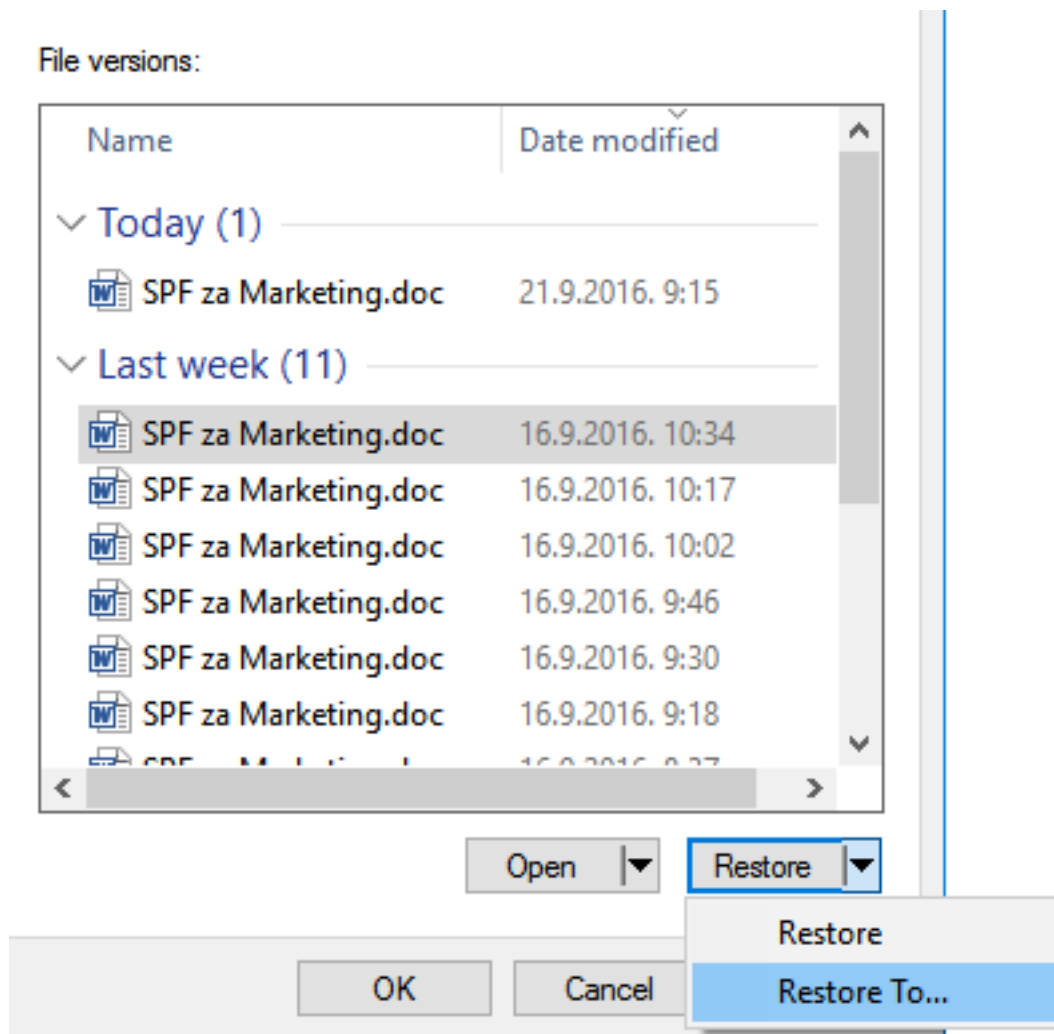 File versions:
Name Date modified
Today (1)
SPF za Marketing.doc 21.9.2016. 9:15
Last week (11)
SPF za Marketing.doc 16.9.2016. 10:34
SPF za Marketing.doc 16.9.2016. 10:17
SPF za Marketing.doc 16.9.2016. 10:02
SPF za Marketing.doc 16.9.2016. 9:46
SPF za Marketing.doc 16.9.2016. 9:30
SPF za Marketing.doc 16.9.2016. 9:18
Open Restore
Restore
OK Cancel Restore To...